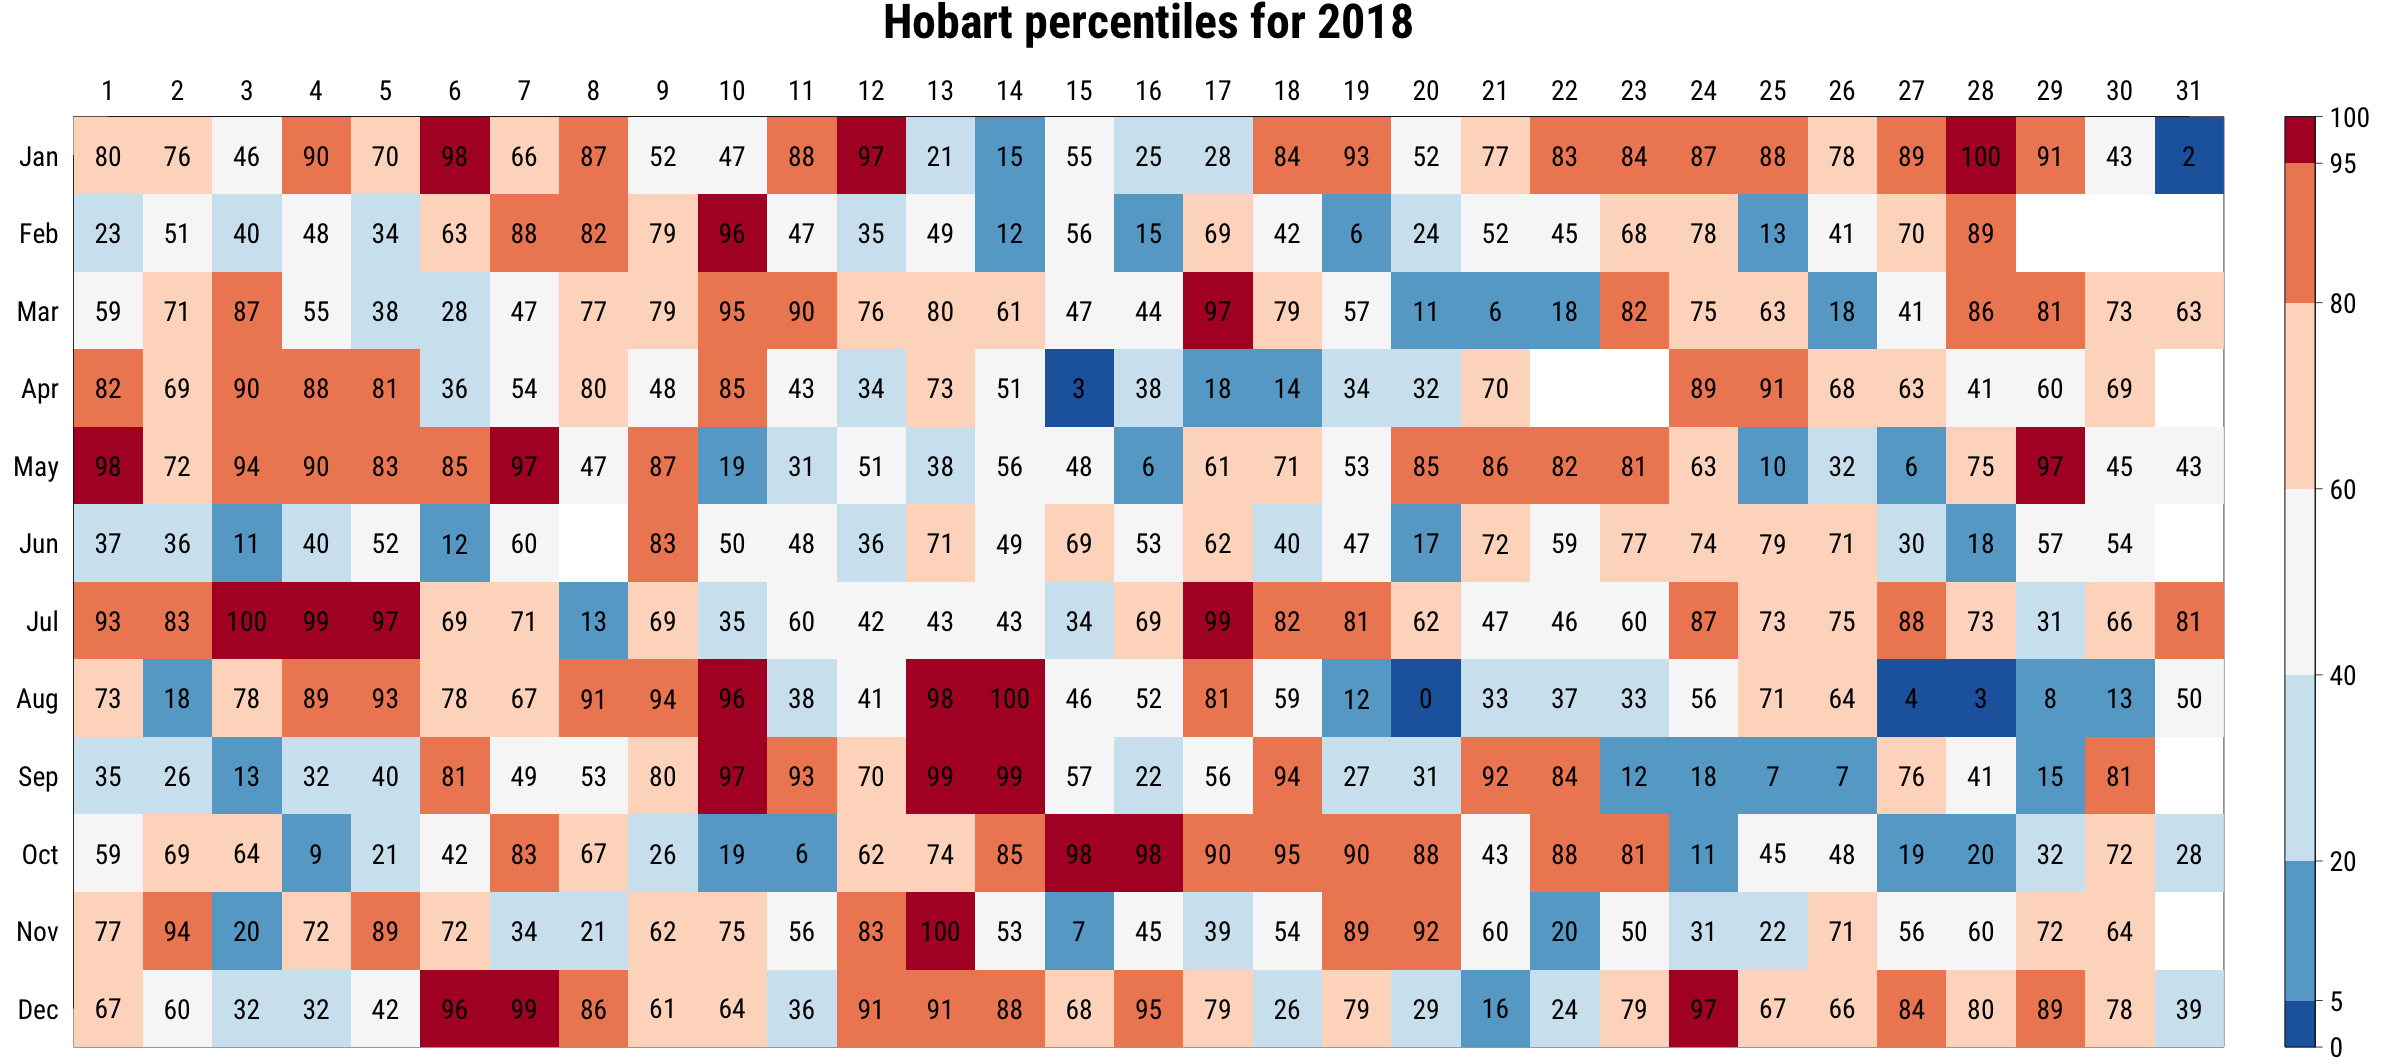 Hobart percentiles for 2018
1 2 3 4 5 6 7 8 9 10 11 12 13 14 15 16 17 18 19 20 21 22 23 24 25 26 27 28 29 30 31
Jan 80 76 46 90 70 98 66 87 52 47 88 97 21 15 55 25 28 84 93 52 77 83 84 87 88 78 89 100 91 43 2
Feb 23 51 40 48 34 63 88 82 79 96 47 35 49 12 56 15 69 42 6 24 52 45 68 78 13 41 70 89
Mar 59 71 87 55 38 28 47 77 79 95 90 76 80 61 47 44 97 79 57 11 6 18 82 75 63 18 41 86 81 73 63
Apr 82 69 90 88 81 36 54 80 48 85 43 34 73 51 3 38 18 14 34 32 70 89 91 68 63 41 60 69
May 98 72 94 90 83 85 97 47 87 19 31 51 38 56 48 6 61 71 53 85 86 82 81 63 10 32 6 75 97 45 43
Jun 37 36 11 40 52 12 60 83 50 48 36 71 49 69 53 62 40 47 17 72 59 77 74 79 71 30 18 57 54
Jul 93 83 100 99 97 69 71 13 69 35 60 42 43 43 34 69 99 82 81 62 47 46 60 87 73 75 88 73 31 66 81
Aug 73 18 78 89 93 78 67 91 94 96 38 41 98 100 46 52 81 59 12 0 33 37 33 56 71 64 4 3 8 13 50
Sep 35 26 13 32 40 81 49 53 80 97 93 70 99 99 57 22 56 94 27 31 92 84 12 18 7 7 76 41 15 81
Oct 59 69 64 9 21 42 83 67 26 19 6 62 74 85 98 98 90 95 90 88 43 88 81 11 45 48 19 20 32 72 28
Nov 77 94 20 72 89 72 34 21 62 75 56 83 100 53 7 45 39 54 89 92 60 20 50 31 22 71 56 60 72 64
Dec 67 60 32 32 42 96 99 86 61 64 36 91 91 88 68 95 79 26 79 29 16 24 79 97 67 66 84 80 89 78 39
100
95
80
60
40
20
5
0